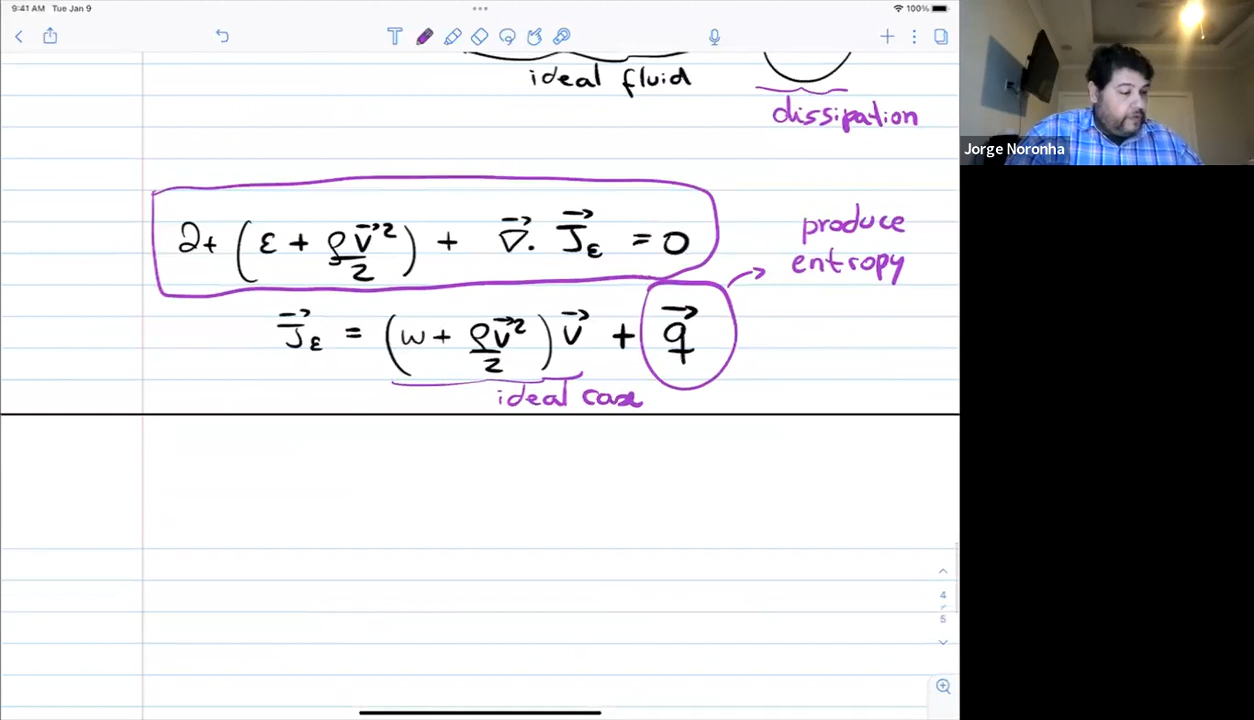 9:41 AM Tue Jan 9
100%
ideal fluid
dissipation
Jorge Noronha
∂t (ε + ρv⃗²/2) + ∇⃗. J⃗ε = 0
produce
entropy
J⃗ε = (w + ρv⃗²/2) v⃗ + q⃗
ideal case
4
5